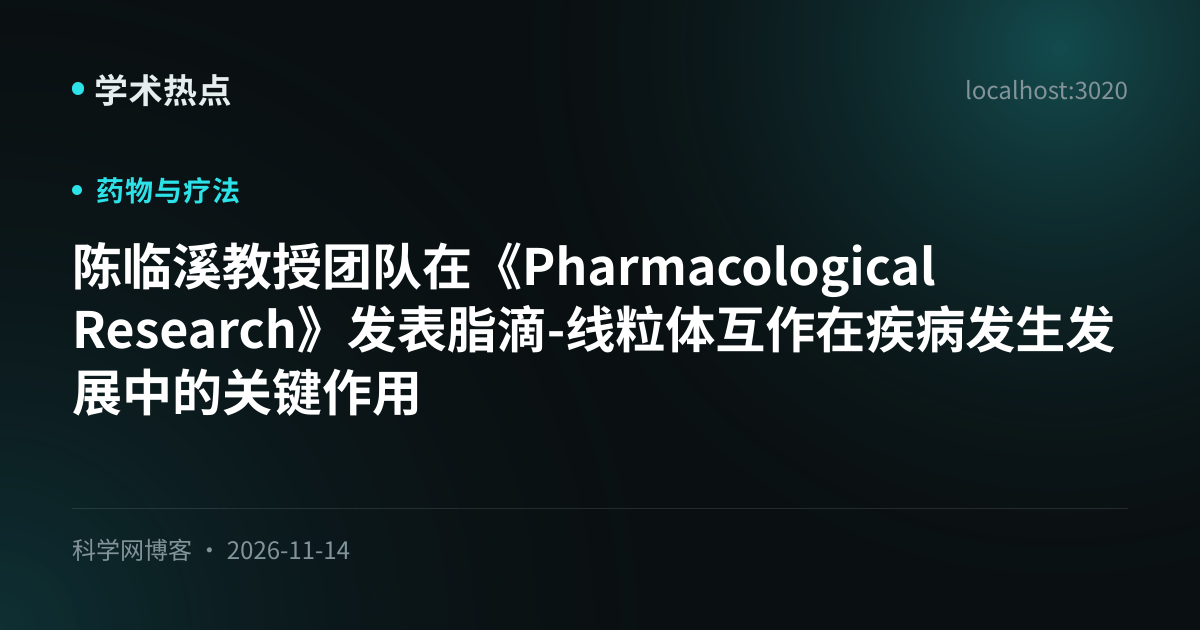 学术热点
localhost:3020
药物与疗法
陈临溪教授团队在《Pharmacological
Research》发表脂滴-线粒体互作在疾病发生发
展中的关键作用
科学网博客 · 2026-11-14